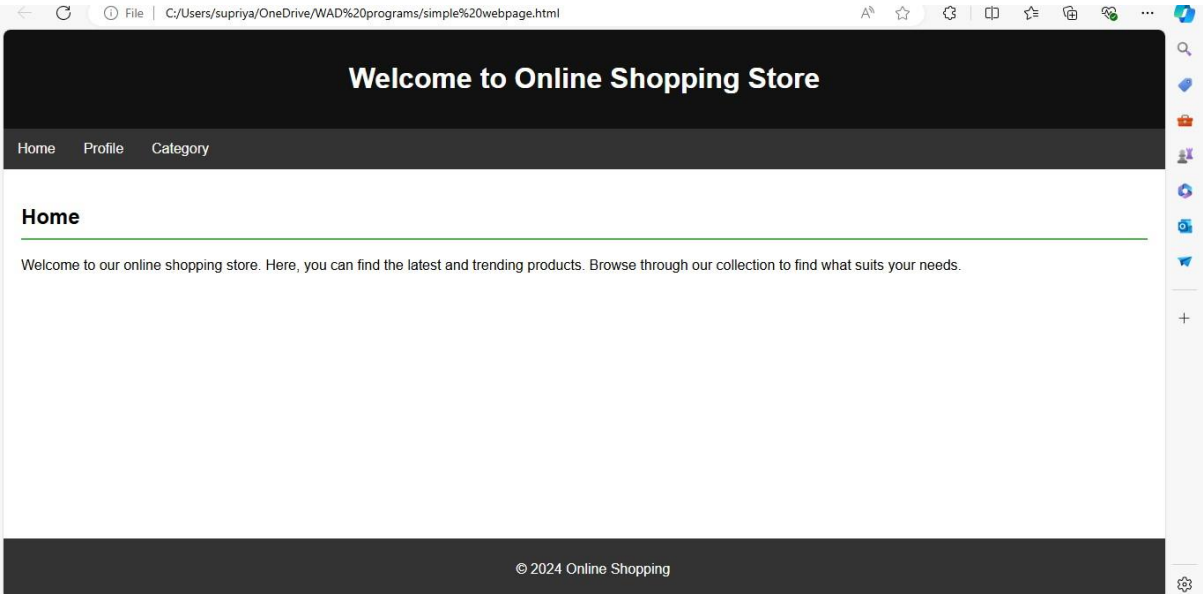 File C:/Users/supriya/OneDrive/WAD%20programs/simple%20webpage.html
Welcome to Online Shopping Store
Home Profile Category
Home
Welcome to our online shopping store. Here, you can find the latest and trending products. Browse through our collection to find what suits your needs.
© 2024 Online Shopping